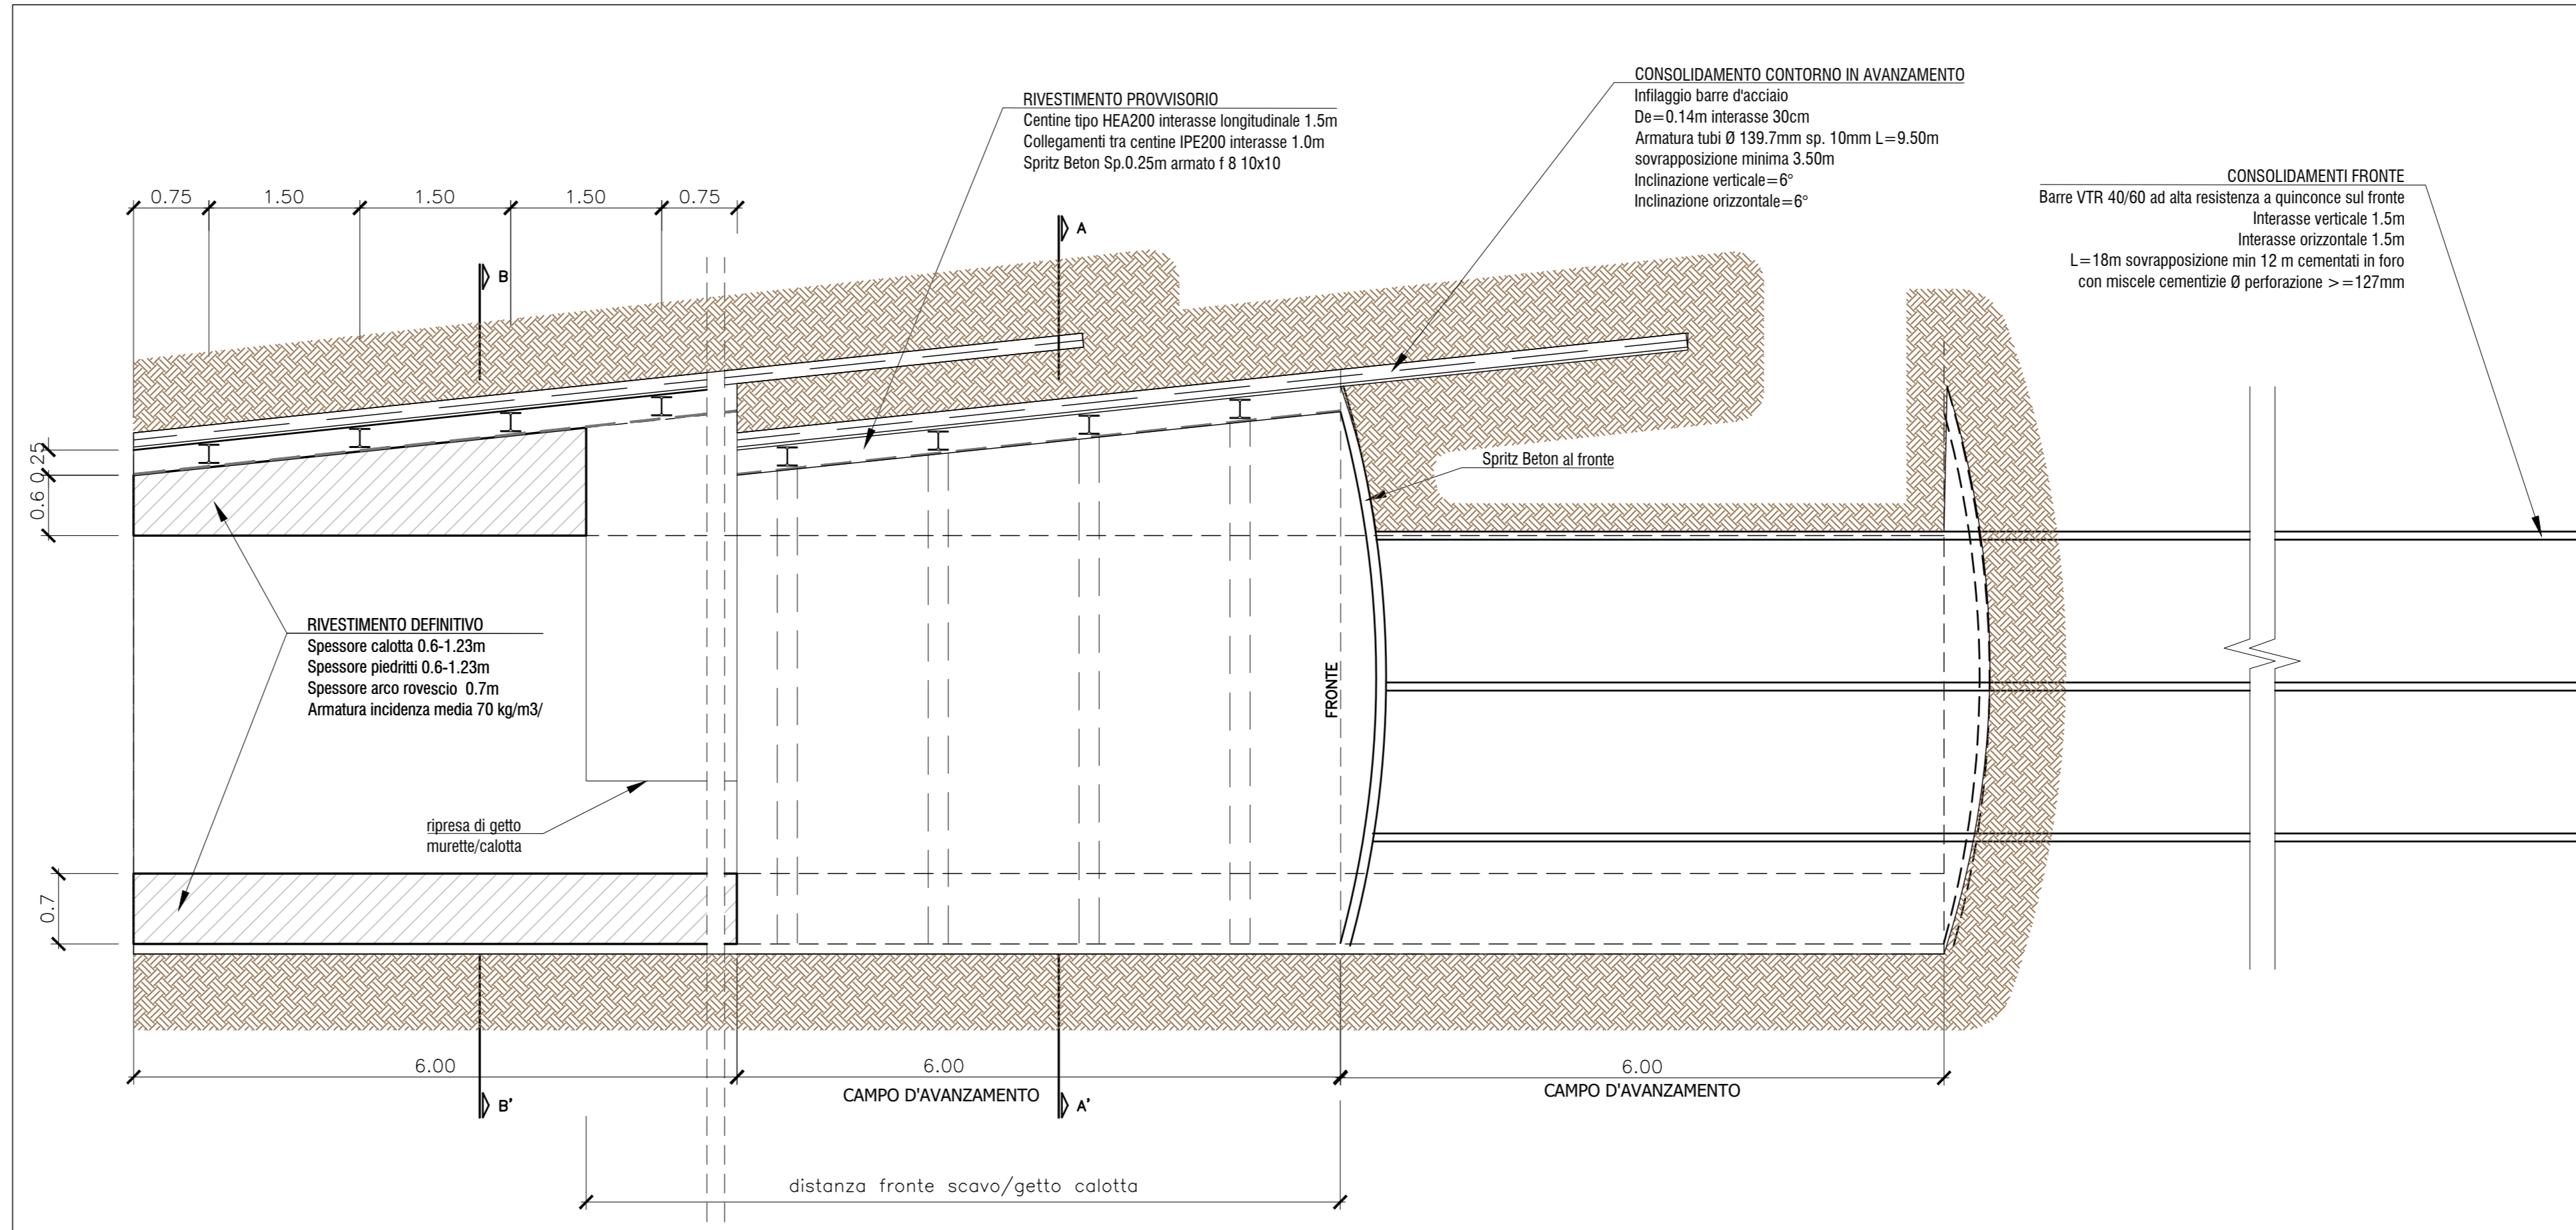 CONSOLIDAMENTO CONTORNO IN AVANZAMENTO
Infilaggio barre d'acciaio
De=0.14m interasse 30cm
Armatura tubi Ø 139.7mm sp. 10mm L=9.50m
sovrapposizione minima 3.50m
Inclinazione verticale=6°
Inclinazione orizzontale=6°
RIVESTIMENTO PROVVISORIO
Centine tipo HEA200 interasse longitudinale 1.5m
Collegamenti tra centine IPE200 interasse 1.0m
Spritz Beton Sp.0.25m armato f 8 10x10
CONSOLIDAMENTI FRONTE
Barre VTR 40/60 ad alta resistenza a quinconce sul fronte
Interasse verticale 1.5m
Interasse orizzontale 1.5m
L=18m sovrapposizione min 12 m cementati in foro
con miscele cementizie Ø perforazione >=127mm
0.75
1.50
1.50
1.50
0.75
A
B
0.25
0.6
Spritz Beton al fronte
RIVESTIMENTO DEFINITIVO
Spessore calotta 0.6-1.23m
Spessore piedritti 0.6-1.23m
Spessore arco rovescio 0.7m
Armatura incidenza media 70 kg/m3/
FRONTE
ripresa di getto
murette/calotta
0.7
6.00
6.00
6.00
CAMPO D'AVANZAMENTO
CAMPO D'AVANZAMENTO
B'
A'
distanza fronte scavo/getto calotta